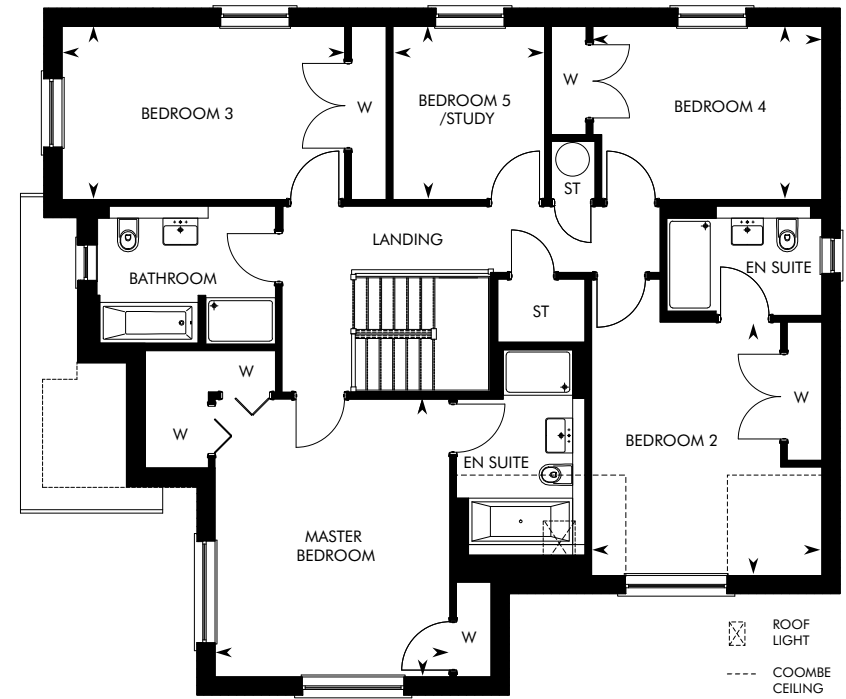 BEDROOM 3
W
BEDROOM 5
/STUDY
W
BEDROOM 4
ST
LANDING
BATHROOM
EN SUITE
ST
W
W
W
BEDROOM 2
EN SUITE
MASTER
BEDROOM
W
ROOF
LIGHT
COOMBE
CEILING